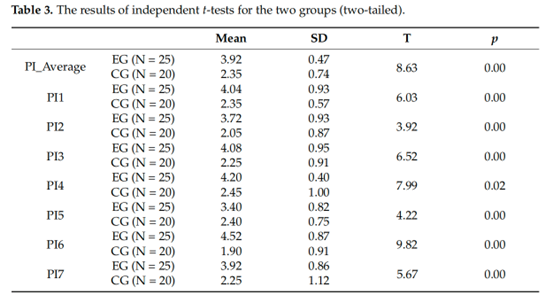 Table 3. The results of independent t-tests for the two groups (two-tailed).
Mean SD T p
PI_Average EG (N = 25) 3.92 0.47 8.63 0.00
CG (N = 20) 2.35 0.74
PI1 EG (N = 25) 4.04 0.93 6.03 0.00
CG (N = 20) 2.35 0.57
PI2 EG (N = 25) 3.72 0.93 3.92 0.00
CG (N = 20) 2.05 0.87
PI3 EG (N = 25) 4.08 0.95 6.52 0.00
CG (N = 20) 2.25 0.91
PI4 EG (N = 25) 4.20 0.40 7.99 0.02
CG (N = 20) 2.45 1.00
PI5 EG (N = 25) 3.40 0.82 4.22 0.00
CG (N = 20) 2.40 0.75
PI6 EG (N = 25) 4.52 0.87 9.82 0.00
CG (N = 20) 1.90 0.91
PI7 EG (N = 25) 3.92 0.86 5.67 0.00
CG (N = 20) 2.25 1.12